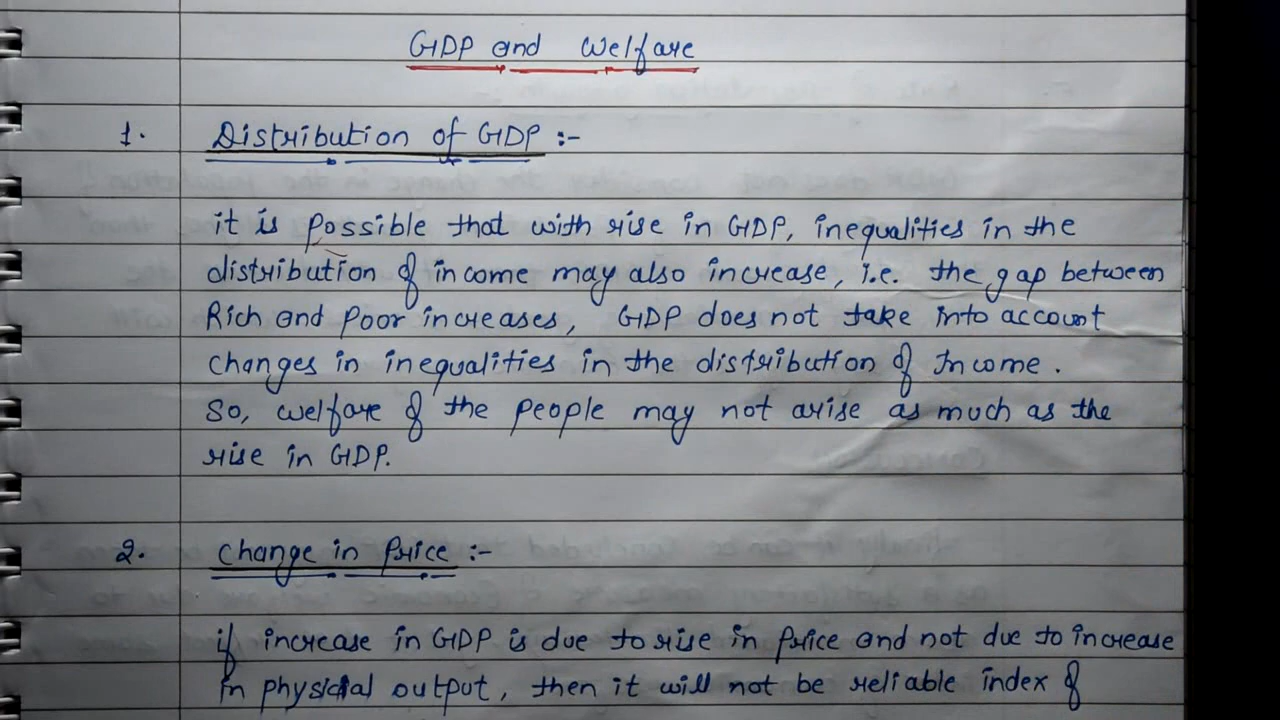 GDP and Welfare
1. Distribution of GDP :-
it is possible that with rise in GDP, inequalities in the
distribution of income may also increase, i.e. the gap between
Rich and Poor increases, GDP does not take into account
changes in inequalities in the distribution of Income.
So, welfare of the people may not arise as much as the
rise in GDP.
2. Change in Price :-
if increase in GDP is due to rise in Price and not due to increase
in physical output, then it will not be reliable index of